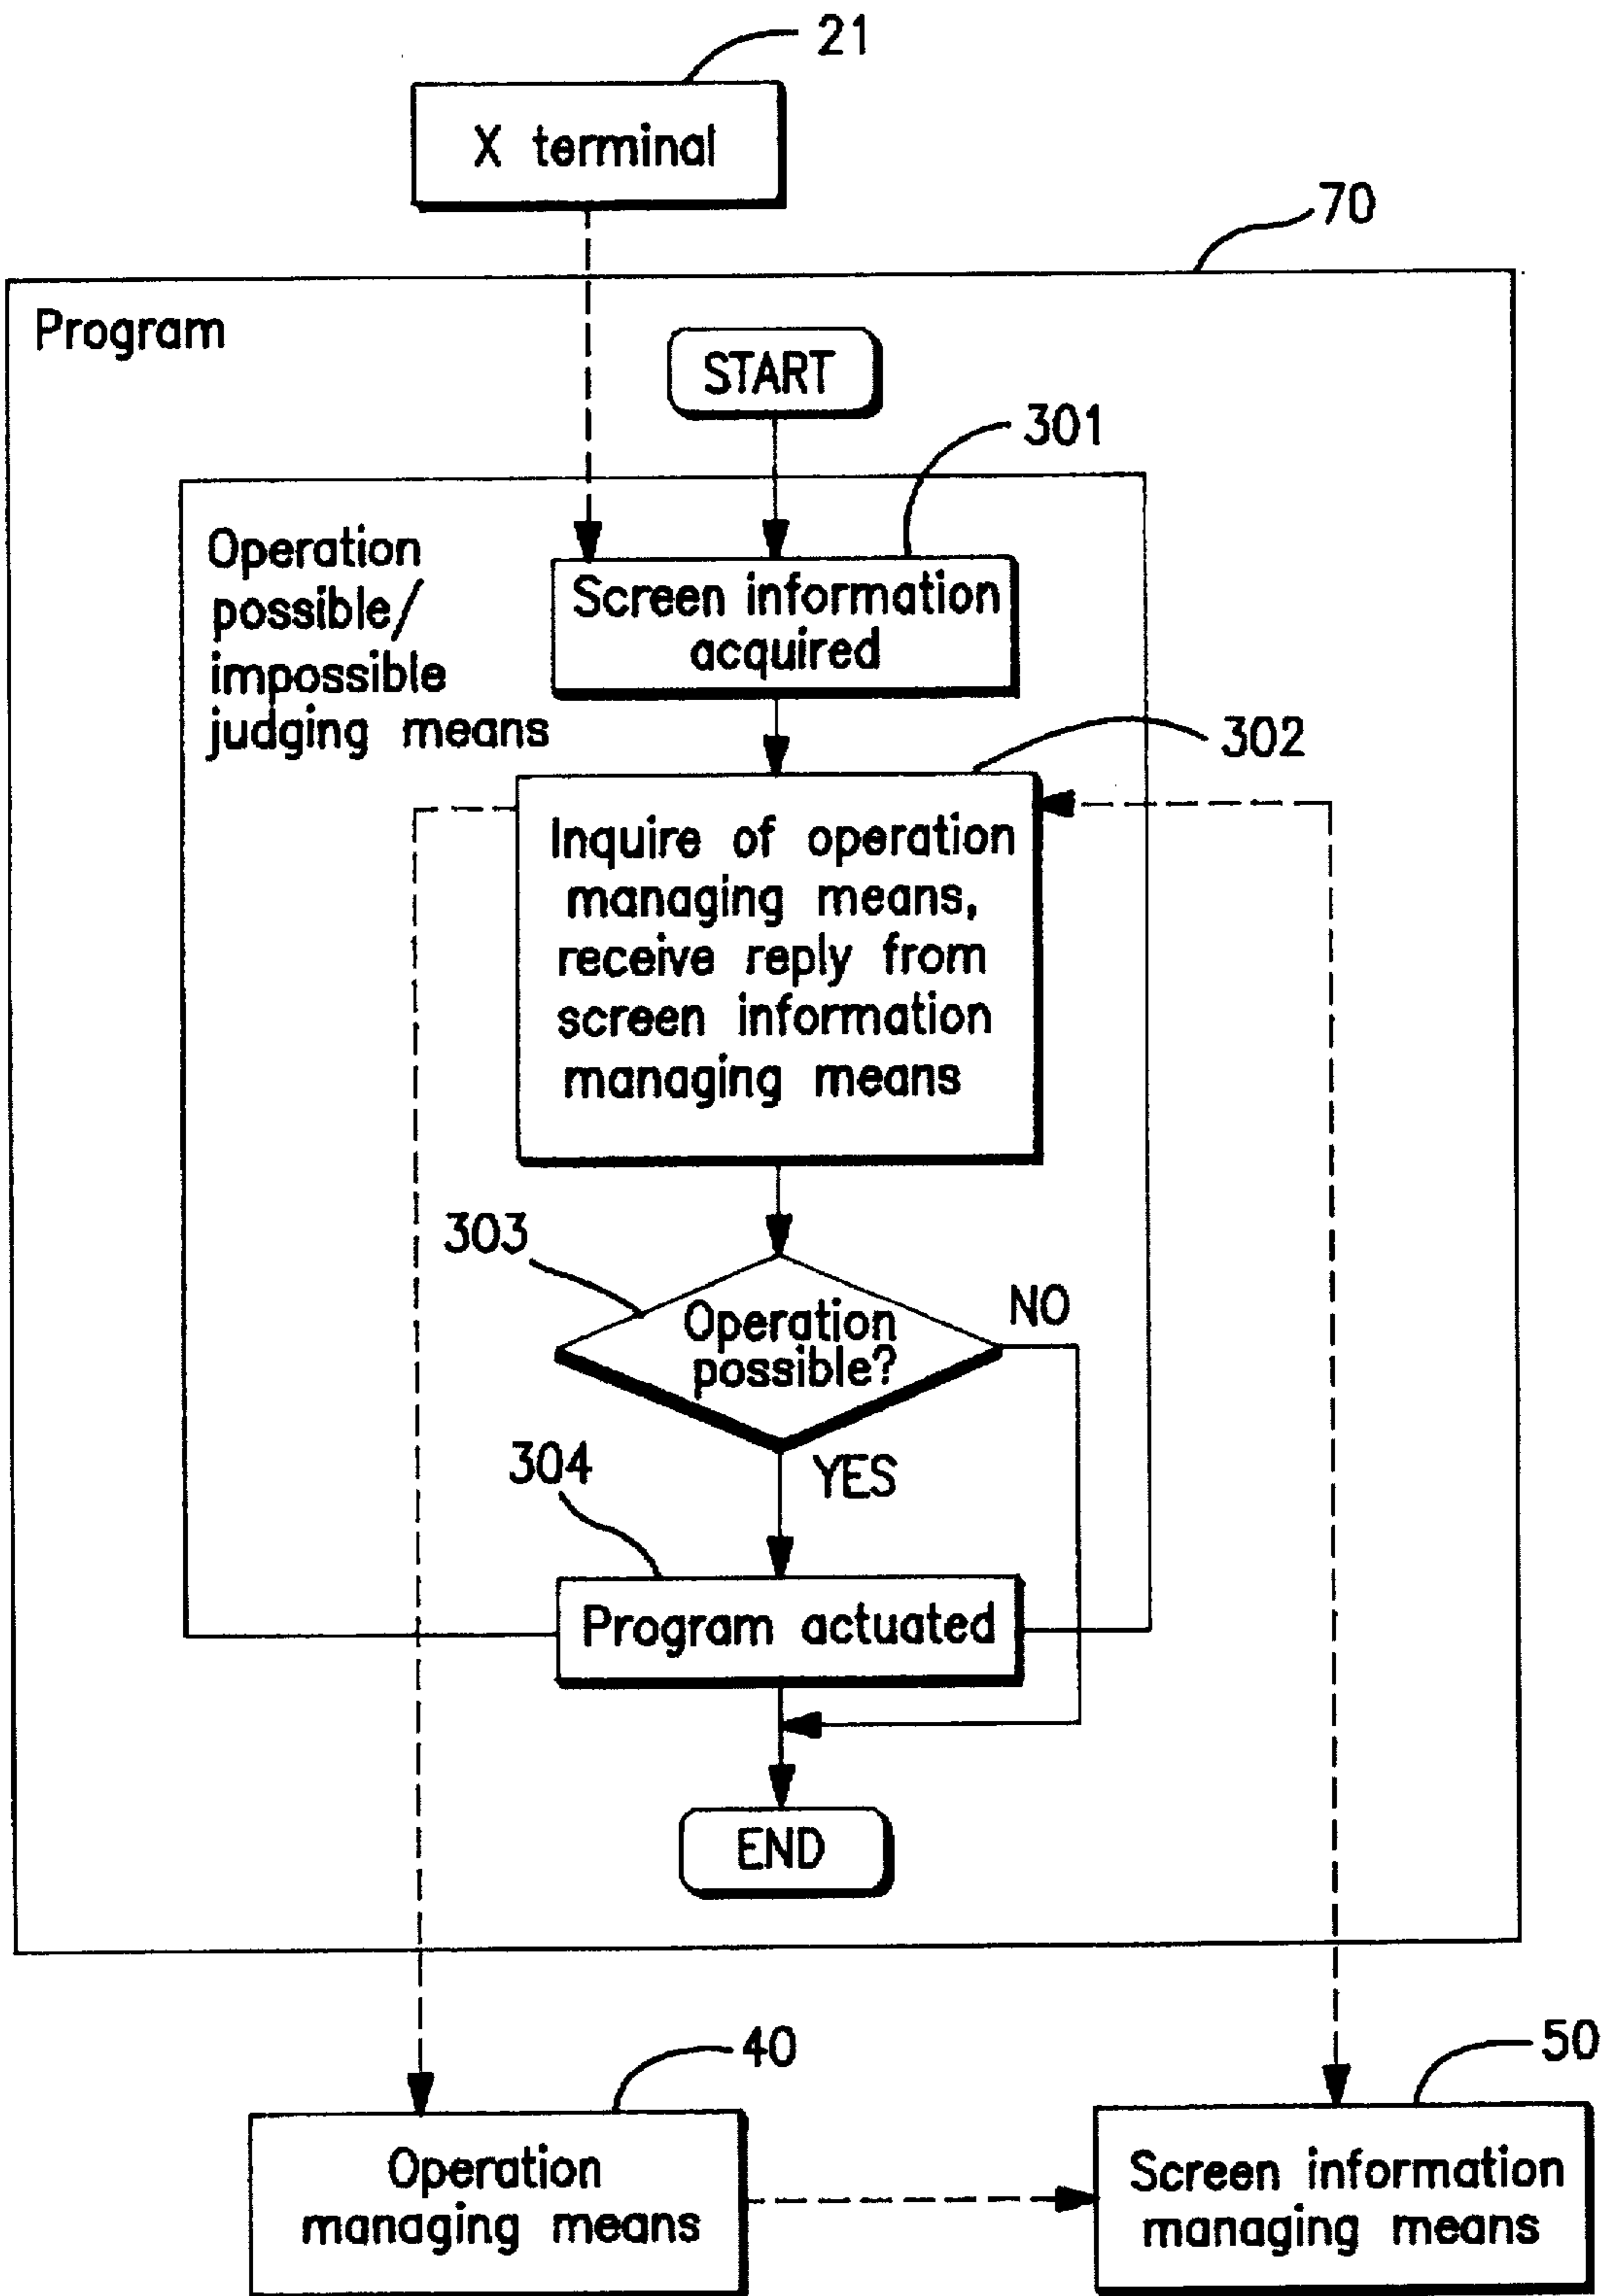 21
X terminal
70
Program
START
301
Operation
possible/
impossible
judging means
Screen information
acquired
302
Inquire of operation
managing means,
receive reply from
screen information
managing means
303
Operation
possible?
NO
YES
304
Program actuated
END
40
50
Operation
managing means
Screen information
managing means